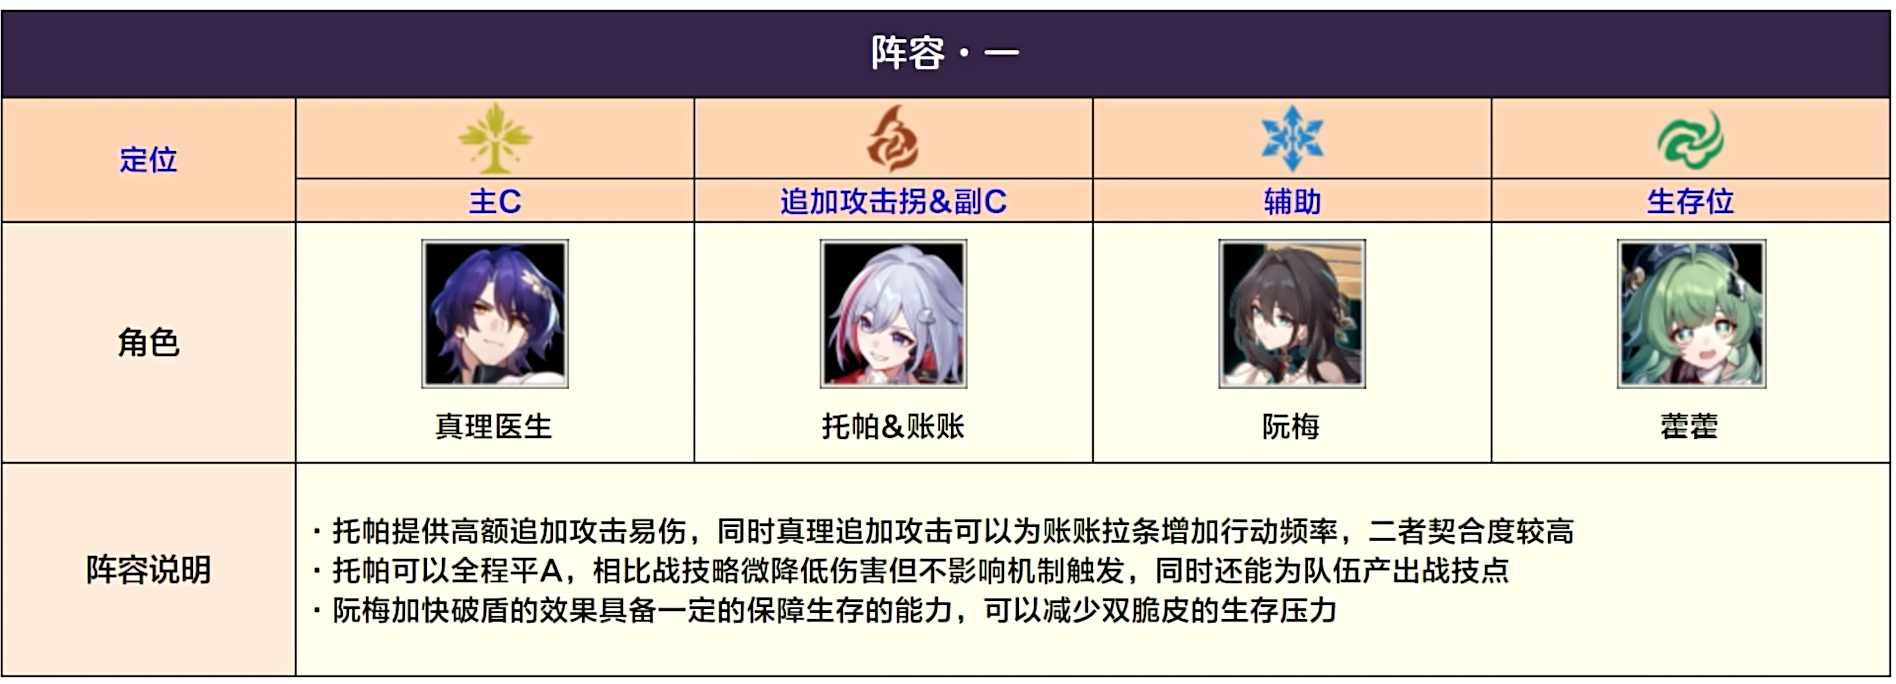 阵容·一
定位
主C
追加攻击拐&副C
辅助
生存位
角色
真理医生
托帕&账账
阮梅
藿藿
阵容说明
·托帕提供高额追加攻击易伤，同时真理追加攻击可以为账账拉条增加行动频率，二者契合度较高
·托帕可以全程平A，相比战技略微降低伤害但不影响机制触发，同时还能为队伍产出战技点
·阮梅加快破盾的效果具备一定的保障生存的能力，可以减少双脆皮的生存压力